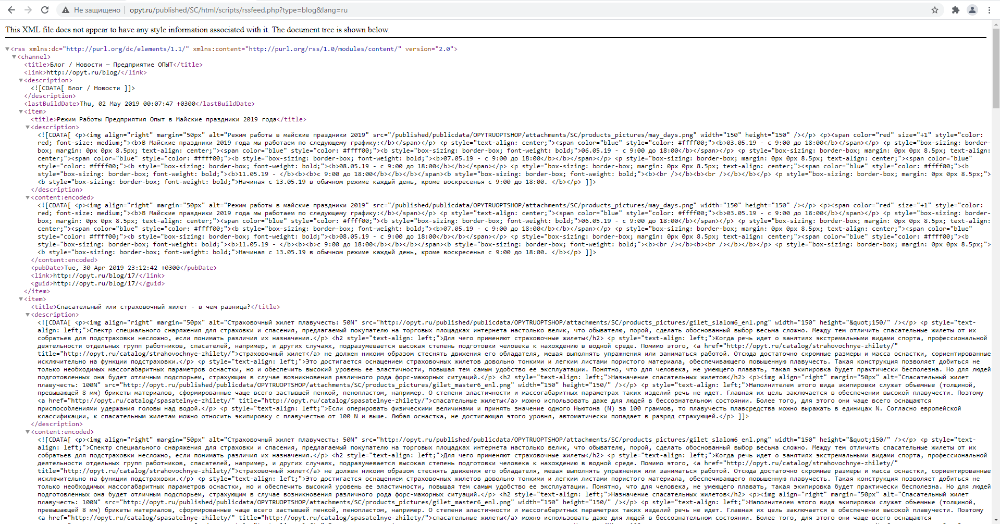 Не защищено opyt.ru/published/SC/html/scripts/rssfeed.php?type=blog&lang=ru
This XML file does not appear to have any style information associated with it. The document tree is shown below.
▼<rss xmlns:dc="http://purl.org/dc/elements/1.1/" xmlns:content="http://purl.org/rss/1.0/modules/content/" version="2.0">
▼<channel>
<title>Блог / Новости — Предприятие ОПЫТ</title>
<link>http://opyt.ru/blog/</link>
▼<description>
<![CDATA[ Блог / Новости ]]>
</description>
<lastBuildDate>Thu, 02 May 2019 00:07:47 +0300</lastBuildDate>
▼<item>
<title>Режим Работы Предприятия Опыт в Майские праздники 2019 года</title>
▼<description>
<![CDATA[ <p><img align="right" margin="50px" alt="Режим работы в майские праздники 2019" src="/published/publicdata/OPYTRUOPTSHOP/attachments/SC/products_pictures/may_days.png" width="150" height="150" /></p> <p><span color="red" size="+1" style="color:
red; font-size: medium;"><b>В Майские праздники 2019 года мы работаем по следующему графику:</b></span></p> <p style="text-align: center;"><span color="blue" style="color: #ffff00;"><b>03.05.19 - с 9:00 до 18:00</b></span></p> <p style="box-sizing: border-
box; margin: 0px 0px 8.5px; text-align: center;"><span color="blue" style="color: #ffff00;"><b style="box-sizing: border-box; font-weight: bold;">06.05.19 - с 9:00 до 18:00</b></span></p> <p style="box-sizing: border-box; margin: 0px 0px 8.5px; text-align:
center;"><span color="blue" style="color: #ffff00;"><b style="box-sizing: border-box; font-weight: bold;"><b>07.05.19 - с 9:00 до 18:00</b></b></span></p> <p style="box-sizing: border-box; margin: 0px 0px 8.5px; text-align: center;"><span color="blue"
style="color: #ffff00;"><b style="box-sizing: border-box; font-weight: bold;"><b>08.05.19 - с 9:00 до 18:00</b></b></span></p> <p style="box-sizing: border-box; margin: 0px 0px 8.5px; text-align: center;"><span color="blue" style="color: #ffff00;"><b
style="box-sizing: border-box; font-weight: bold;"><b>11.05.19 - </b><b><b>с 9:00 до 18:00</b></b></b></span><b style="box-sizing: border-box; font-weight: bold;"><b><br /></b><b><br /></b></b></p> <p style="box-sizing: border-box; margin: 0px 0px 8.5px;">
<b style="box-sizing: border-box; font-weight: bold;">Начиная с 13.05.19 в обычном режиме каждый день, кроме воскресенья с 9:00 до 18:00. </b></p> ]]>
</description>
▼<content:encoded>
<![CDATA[ <p><img align="right" margin="50px" alt="Режим работы в майские праздники 2019" src="/published/publicdata/OPYTRUOPTSHOP/attachments/SC/products_pictures/may_days.png" width="150" height="150" /></p> <p><span color="red" size="+1" style="color:
red; font-size: medium;"><b>В Майские праздники 2019 года мы работаем по следующему графику:</b></span></p> <p style="text-align: center;"><span color="blue" style="color: #ffff00;"><b>03.05.19 - с 9:00 до 18:00</b></span></p> <p style="box-sizing: border-
box; margin: 0px 0px 8.5px; text-align: center;"><span color="blue" style="color: #ffff00;"><b style="box-sizing: border-box; font-weight: bold;">06.05.19 - с 9:00 до 18:00</b></span></p> <p style="box-sizing: border-box; margin: 0px 0px 8.5px; text-align:
center;"><span color="blue" style="color: #ffff00;"><b style="box-sizing: border-box; font-weight: bold;"><b>07.05.19 - с 9:00 до 18:00</b></b></span></p> <p style="box-sizing: border-box; margin: 0px 0px 8.5px; text-align: center;"><span color="blue"
style="color: #ffff00;"><b style="box-sizing: border-box; font-weight: bold;"><b>08.05.19 - с 9:00 до 18:00</b></b></span></p> <p style="box-sizing: border-box; margin: 0px 0px 8.5px; text-align: center;"><span color="blue" style="color: #ffff00;"><b
style="box-sizing: border-box; font-weight: bold;"><b>11.05.19 - </b><b><b>с 9:00 до 18:00</b></b></b></span><b style="box-sizing: border-box; font-weight: bold;"><b><br /></b><b><br /></b></b></p> <p style="box-sizing: border-box; margin: 0px 0px 8.5px;">
<b style="box-sizing: border-box; font-weight: bold;">Начиная с 13.05.19 в обычном режиме каждый день, кроме воскресенья с 9:00 до 18:00. </b></p> ]]>
</content:encoded>
<pubDate>Tue, 30 Apr 2019 23:12:42 +0300</pubDate>
<link>http://opyt.ru/blog/17/</link>
<guid>http://opyt.ru/blog/17/</guid>
</item>
▼<item>
<title>Спасательный или страховочный жилет - в чем разница?</title>
▼<description>
<![CDATA[ <p><img align="right" margin="50px" alt="Страховочный жилет плавучесть: 50N" src="http://opyt.ru/published/publicdata/OPYTRUOPTSHOP/attachments/SC/products_pictures/gilet_slalom6_enl.png" width="150" height="&quot;150/" /></p> <p style="text-
align: left;">Спектр специального снаряжения для страховки и спасения, предлагаемый покупателю на торговых площадках интернета настолько велик, что обывателю, порой, сделать обоснованный выбор весьма сложно. Между тем отличить спасательные жилеты от их
собратьев для подстраховки несложно, если понимать различия их назначения.</p> <h2 style="text-align: left;">Для чего применяют страховочные жилеты</h2> <p style="text-align: left;">Когда речь идет о занятиях экстремальными видами спорта, профессиональной
деятельности отдельных групп работников, спасателей, например, и других случаях, подразумевается высокая степень подготовки человека к нахождению в водной среде. Помимо этого, <a href="http://opyt.ru/catalog/strahovochnye-zhilety/"
title="http://opyt.ru/catalog/strahovochnye-zhilety/">страховочный жилет</a> не должен никоим образом стеснять движения его обладателя, мешая выполнять упражнения или заниматься работой. Отсюда достаточно скромные размеры и масса оснастки, сориентированные
исключительно на функции подстраховки.</p> <p style="text-align: left;">Это достигается оснащением страховочных жилетов довольно тонкими и легким листами пористого материала, обеспечивающего повышенную плавучесть. Такая конструкция позволяет добиться не
только необходимых массогабаритных параметров оснастки, но и обеспечить высокий уровень ее эластичности, повышая тем самым удобство ее эксплуатации. Понятно, что для человека, не умеющего плавать, такая экипировка будет практически бесполезна. Но для людей
подготовленных она будет отличным подспорьем, страхующим в случае возникновения различного рода форс-мажорных ситуаций.</p> <h2 style="text-align: left;">Назначение спасательных жилетов</h2> <p><img align="right" margin="50px" alt="Спасательный жилет
плавучесть: 100N" src="http://opyt.ru/published/publicdata/OPYTRUOPTSHOP/attachments/SC/products_pictures/gilet_master6_enl.png" width="150" height="150/" /></p> <p style="text-align: left;">Наполнителем этого вида экипировки служат объемные (толщиной,
превышающей 8 мм) брикеты материалов, сформированные чаще всего застывшей пенкой, пенопластом, например. О степени эластичности и массогабаритных параметрах таких изделий речь не идет. Главная их цель заключается в обеспечении высокой плавучести. Поэтому
<a href="http://opyt.ru/catalog/spasatelnye-zhilety/" title="http://opyt.ru/catalog/spasatelnye-zhilety/">спасательные жилеты</a> можно использовать даже для людей в бессознательном состоянии. Более того, для этого они чаще всего оснащаются
приспособлениями удержания головы над водой.</p> <p style="text-align: left;">Если оперировать физическими величинами и принять значение одного Ньютона (N) за 100 граммов, то плавучесть плавсредства можно выражать в единицах N. Согласно европейской
классификации, к спасательным жилетам можно относить экипировку с плавучестью от 100 N и выше. Любая оснастка, не достигающая этого уровня, автоматически попадает в разряд страхующей.</p> ]]>
</description>
▼<content:encoded>
<![CDATA[ <p><img align="right" margin="50px" alt="Страховочный жилет плавучесть: 50N" src="http://opyt.ru/published/publicdata/OPYTRUOPTSHOP/attachments/SC/products_pictures/gilet_slalom6_enl.png" width="150" height="&quot;150/" /></p> <p style="text-
align: left;">Спектр специального снаряжения для страховки и спасения, предлагаемый покупателю на торговых площадках интернета настолько велик, что обывателю, порой, сделать обоснованный выбор весьма сложно. Между тем отличить спасательные жилеты от их
собратьев для подстраховки несложно, если понимать различия их назначения.</p> <h2 style="text-align: left;">Для чего применяют страховочные жилеты</h2> <p style="text-align: left;">Когда речь идет о занятиях экстремальными видами спорта, профессиональной
деятельности отдельных групп работников, спасателей, например, и других случаях, подразумевается высокая степень подготовки человека к нахождению в водной среде. Помимо этого, <a href="http://opyt.ru/catalog/strahovochnye-zhilety/"
title="http://opyt.ru/catalog/strahovochnye-zhilety/">страховочный жилет</a> не должен никоим образом стеснять движения его обладателя, мешая выполнять упражнения или заниматься работой. Отсюда достаточно скромные размеры и масса оснастки, сориентированные
исключительно на функции подстраховки.</p> <p style="text-align: left;">Это достигается оснащением страховочных жилетов довольно тонкими и легким листами пористого материала, обеспечивающего повышенную плавучесть. Такая конструкция позволяет добиться не
только необходимых массогабаритных параметров оснастки, но и обеспечить высокий уровень ее эластичности, повышая тем самым удобство ее эксплуатации. Понятно, что для человека, не умеющего плавать, такая экипировка будет практически бесполезна. Но для людей
подготовленных она будет отличным подспорьем, страхующим в случае возникновения различного рода форс-мажорных ситуаций.</p> <h2 style="text-align: left;">Назначение спасательных жилетов</h2> <p><img align="right" margin="50px" alt="Спасательный жилет
плавучесть: 100N" src="http://opyt.ru/published/publicdata/OPYTRUOPTSHOP/attachments/SC/products_pictures/gilet_master6_enl.png" width="150" height="150/" /></p> <p style="text-align: left;">Наполнителем этого вида экипировки служат объемные (толщиной,
превышающей 8 мм) брикеты материалов, сформированные чаще всего застывшей пенкой, пенопластом, например. О степени эластичности и массогабаритных параметрах таких изделий речь не идет. Главная их цель заключается в обеспечении высокой плавучести. Поэтому
<a href="http://opyt.ru/catalog/spasatelnye-zhilety/" title="http://opyt.ru/catalog/spasatelnye-zhilety/">спасательные жилеты</a> можно использовать даже для людей в бессознательном состоянии. Более того, для этого они чаще всего оснащаются